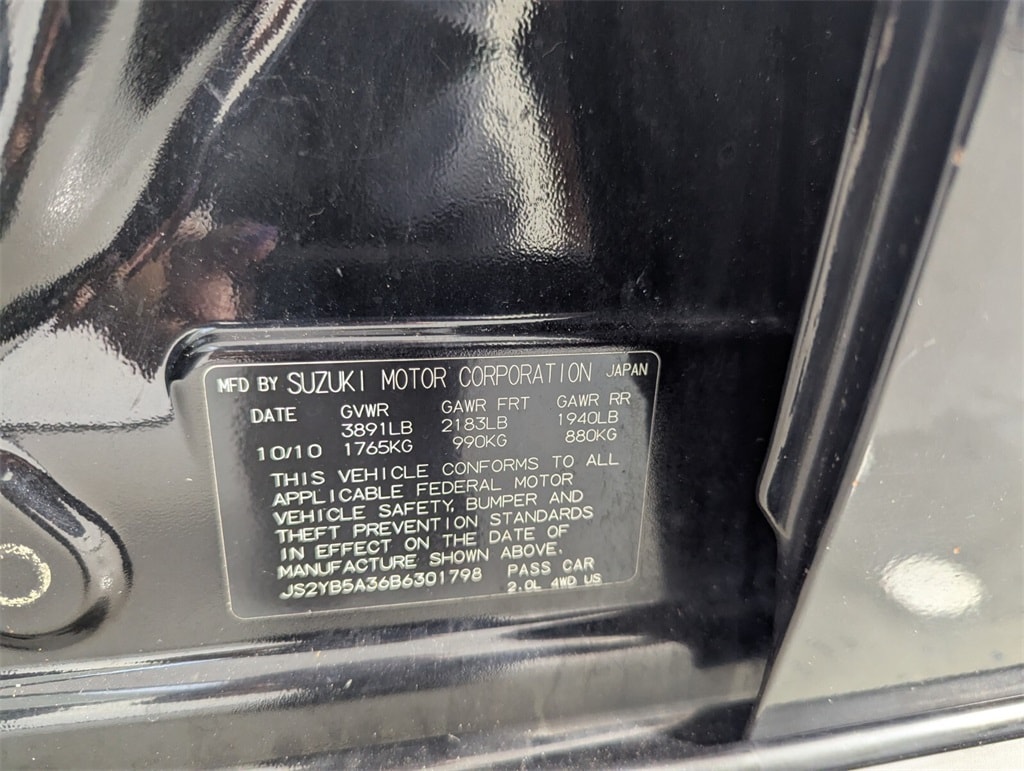 MFD BY SUZUKI MOTOR CORPORATION JAPAN
DATE GVWR GAWR FRT GAWR RR
3891LB 2183LB 1940LB
10/10 1765KG 990KG 880KG
THIS VEHICLE CONFORMS TO ALL
APPLICABLE FEDERAL MOTOR
VEHICLE SAFETY, BUMPER AND
THEFT PREVENTION STANDARDS
IN EFFECT ON THE DATE OF
MANUFACTURE SHOWN ABOVE.
JS2YB5A36B6301798 PASS CAR
2.0L 4WD US